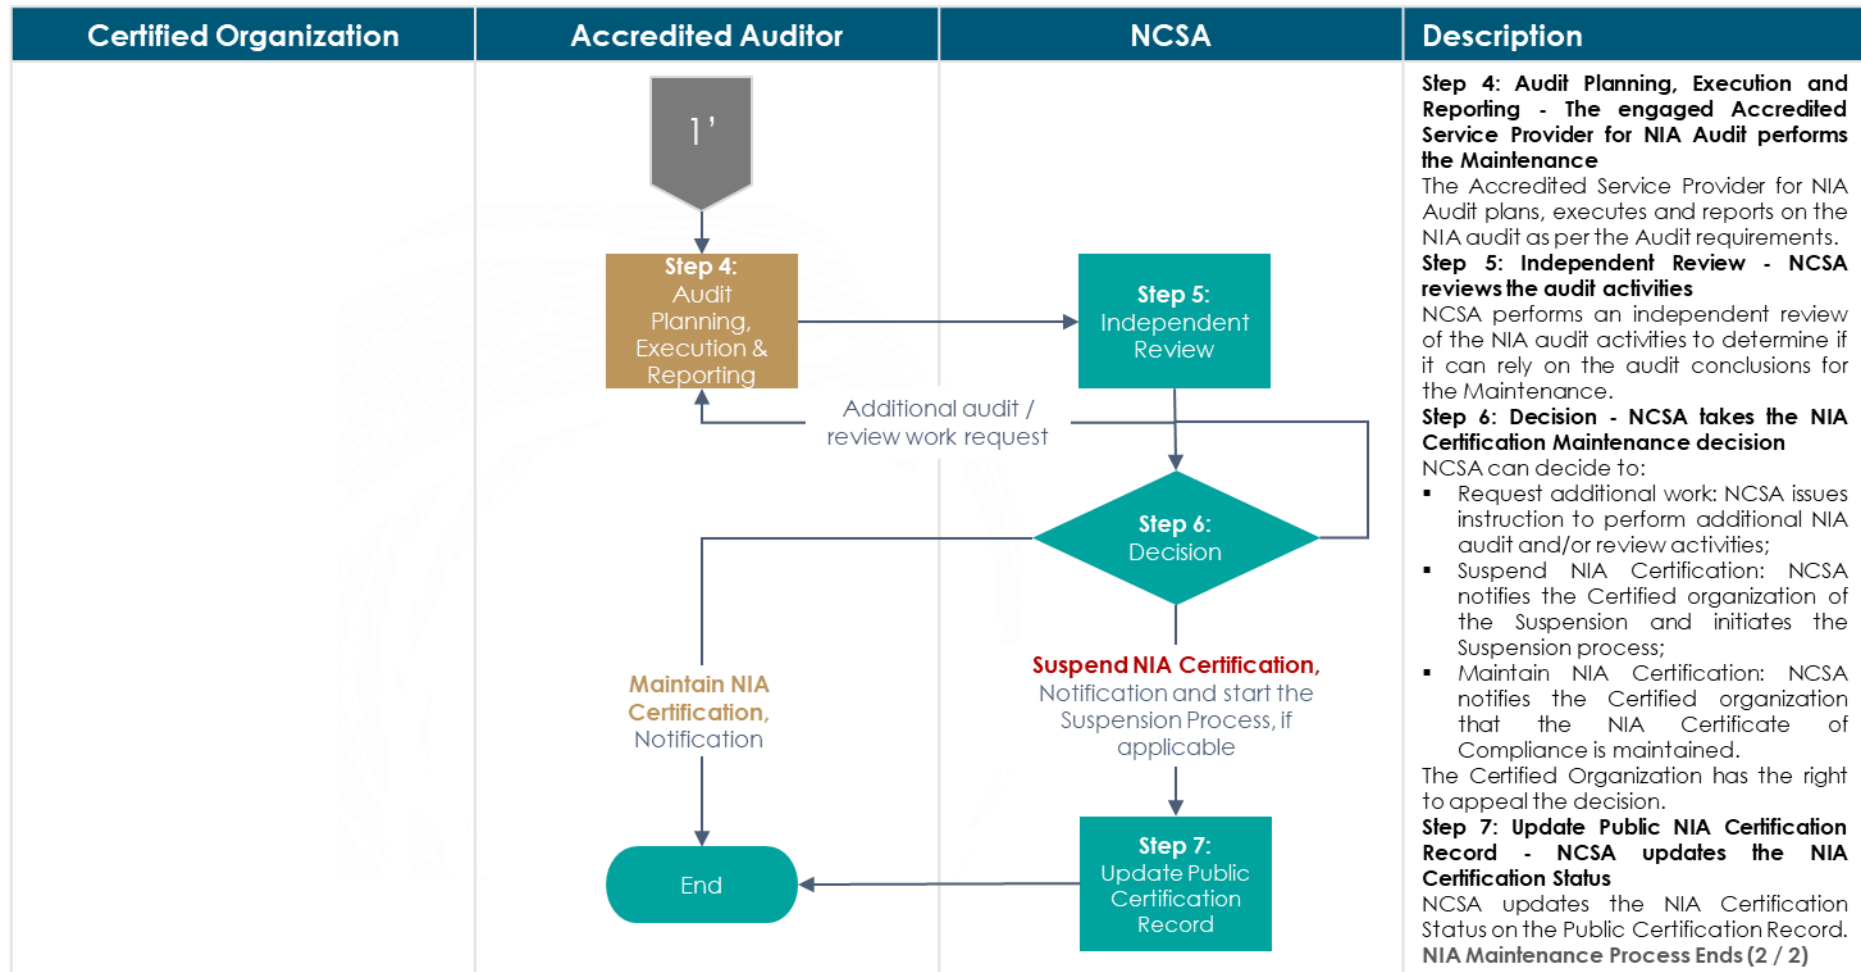 Certified Organization
Accredited Auditor
NCSA
Description
1’
Step 4:
Audit
Planning,
Execution &
Reporting
Step 5:
Independent
Review
Additional audit /
review work request
Step 6:
Decision
Maintain NIA
Certification,
Notification
Suspend NIA Certification,
Notification and start the
Suspension Process, if
applicable
End
Step 7:
Update Public
Certification
Record
Step 4: Audit Planning, Execution and
Reporting - The engaged Accredited
Service Provider for NIA Audit performs
the Maintenance
The Accredited Service Provider for NIA
Audit plans, executes and reports on the
NIA audit as per the Audit requirements.
Step 5: Independent Review - NCSA
reviews the audit activities
NCSA performs an independent review
of the NIA audit activities to determine if
it can rely on the audit conclusions for
the Maintenance.
Step 6: Decision - NCSA takes the NIA
Certification Maintenance decision
NCSA can decide to:
▪ Request additional work: NCSA issues
instruction to perform additional NIA
audit and/or review activities;
▪ Suspend NIA Certification: NCSA
notifies the Certified organization of
the Suspension and initiates the
Suspension process;
▪ Maintain NIA Certification: NCSA
notifies the Certified organization
that the NIA Certificate of
Compliance is maintained.
The Certified Organization has the right
to appeal the decision.
Step 7: Update Public NIA Certification
Record - NCSA updates the NIA
Certification Status
NCSA updates the NIA Certification
Status on the Public Certification Record.
NIA Maintenance Process Ends (2 / 2)